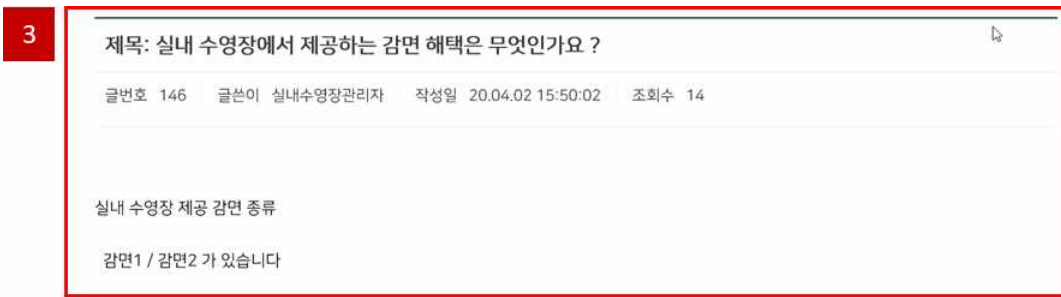 3
제목: 실내 수영장에서 제공하는 감면 해택은 무엇인가요 ?
글번호 146 글쓴이 실내수영장관리자 작성일 20.04.02 15:50:02 조회수 14
실내 수영장 제공 감면 종류
감면1 / 감면2 가 있습니다